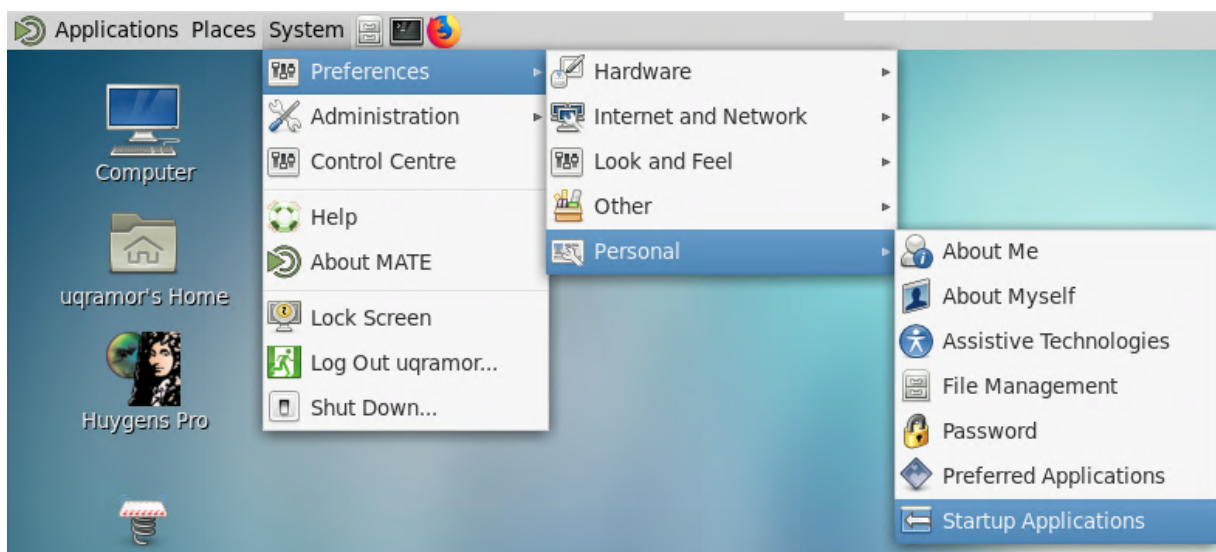 Applications Places System
Preferences
Administration
Control Centre
Help
About MATE
Lock Screen
Log Out uqramor...
Shut Down...
Hardware
Internet and Network
Look and Feel
Other
Personal
About Me
About Myself
Assistive Technologies
File Management
Password
Preferred Applications
Startup Applications
Computer
uqramor's Home
Huygens Pro